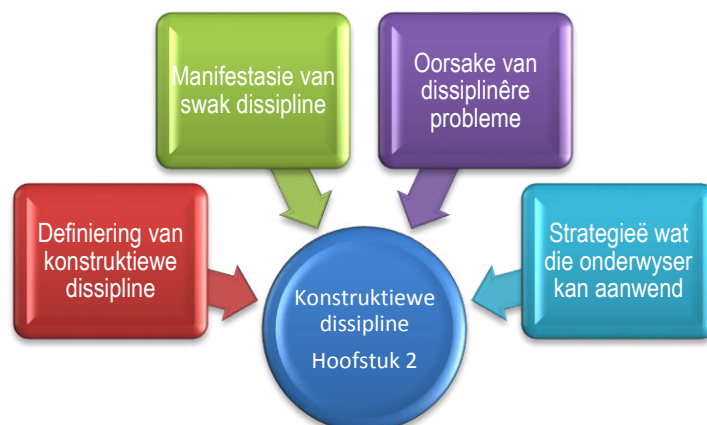 Manifestasie van
swak dissipline
Oorsake van
dissiplinêre
probleme
Definiering van
konstruktiewe
dissipline
Strategieë wat
die onderwyser
kan aanwend
Konstruktiewe
dissipline
Hoofstuk 2